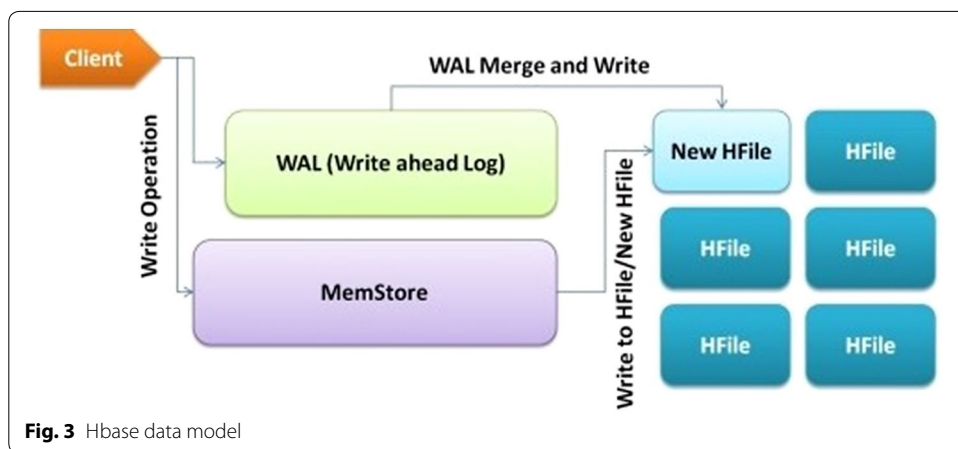 Client
WAL Merge and Write
Write Operation
WAL (Write ahead Log)
MemStore
Write to HFile/New HFile
New HFile
HFile
HFile
HFile
HFile
HFile
Fig. 3 Hbase data model